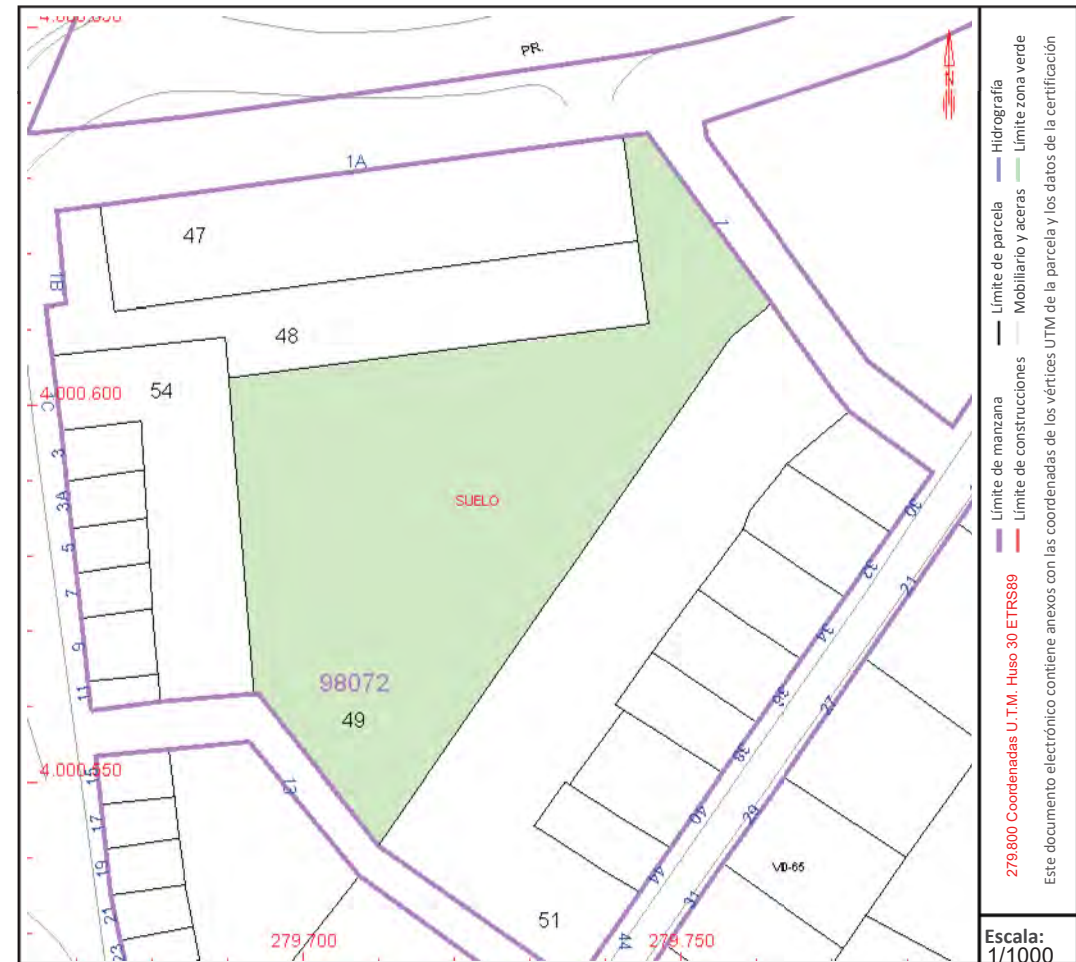 PR.
1A
47
1
1B
48
1C
4.000.600
54
3
3A
SUELO
5
7
9
11
98072
49
4.000.550
13
15
17
19
21
23
30
32
34
36
38
40
44
44
21
27
29
31
VD-65
51
279.700
279.750
Límite de manzana
Límite de parcela
Hidrografía
Límite de construcciones
Mobiliario y aceras
Límite zona verde
279.800 Coordenadas U.T.M. Huso 30 ETRS89
Este documento electrónico contiene anexos con las coordenadas de los vértices UTM de la parcela y los datos de la certificación
Escala:
1/1000